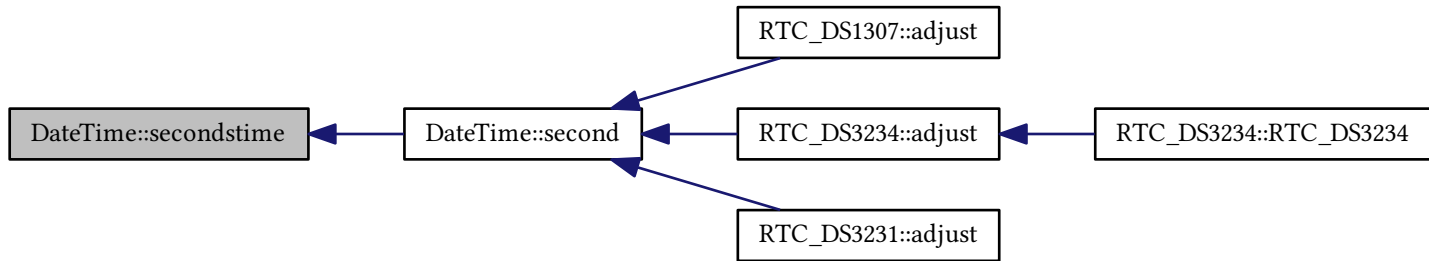 RTC_DS1307::adjust
DateTime::secondstime
DateTime::second
RTC_DS3234::adjust
RTC_DS3234::RTC_DS3234
RTC_DS3231::adjust